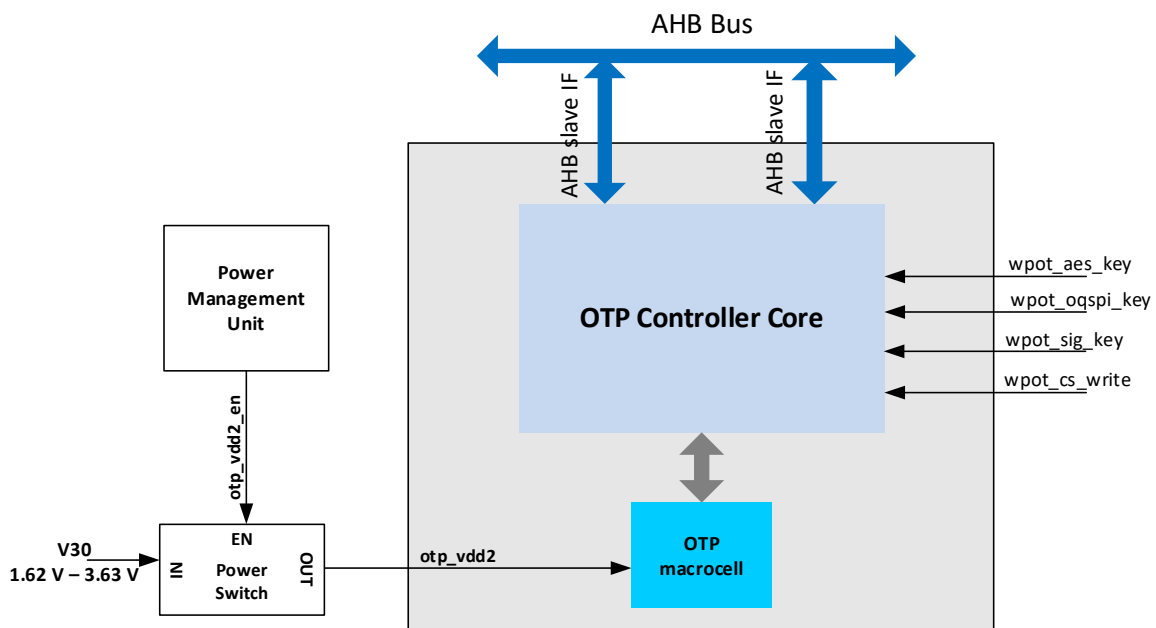 AHB Bus
AHB slave IF
AHB slave IF
Power
Management
Unit
OTP Controller Core
wpot_aes_key
wpot_oqspi_key
wpot_sig_key
wpot_cs_write
otp_vdd2_en
V30
1.62 V – 3.63 V
IN
EN
Power
Switch
OUT
otp_vdd2
OTP
macrocell